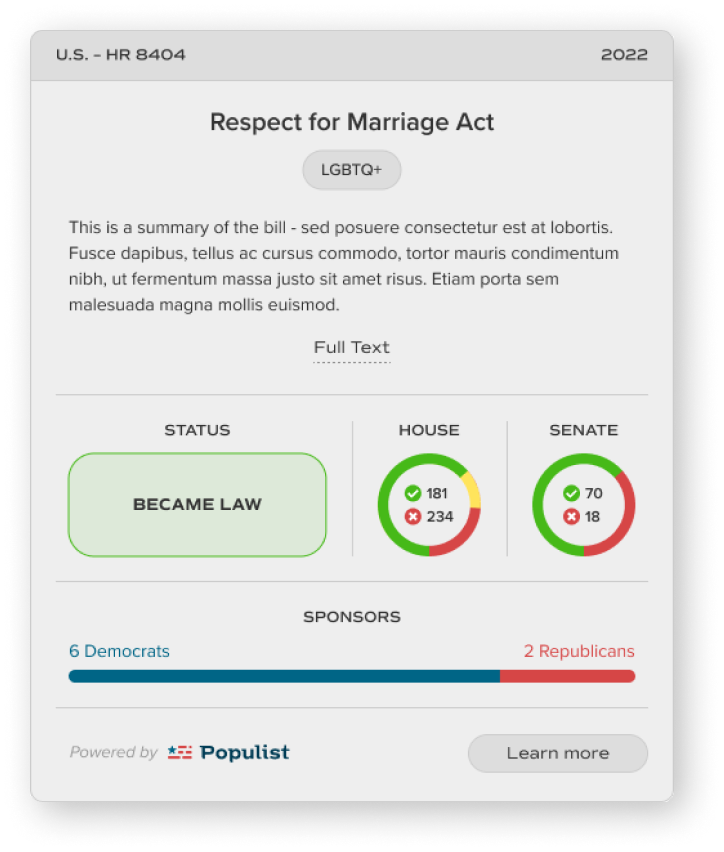 U.S. – HR 8404 2022
Respect for Marriage Act
LGBTQ+
This is a summary of the bill - sed posuere consectetur est at lobortis.
Fusce dapibus, tellus ac cursus commodo, tortor mauris condimentum
nibh, ut fermentum massa justo sit amet risus. Etiam porta sem
malesuada magna mollis euismod.
Full Text
STATUS
BECAME LAW
HOUSE
181
234
SENATE
70
18
SPONSORS
6 Democrats 2 Republicans
Powered by Populist
Learn more